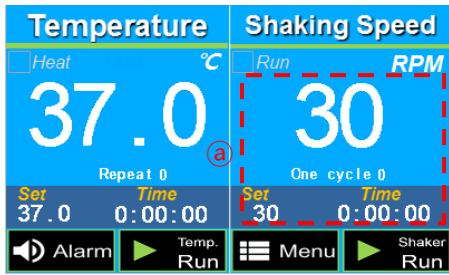 Temperature
Shaking Speed
Heat
℃
Run
RPM
37.0
30
ⓐ
Repeat 0
One cycle 0
Set
Time
Set
Time
37.0
0:00:00
30
0:00:00
Alarm
Temp.
Run
Menu
Shaker
Run